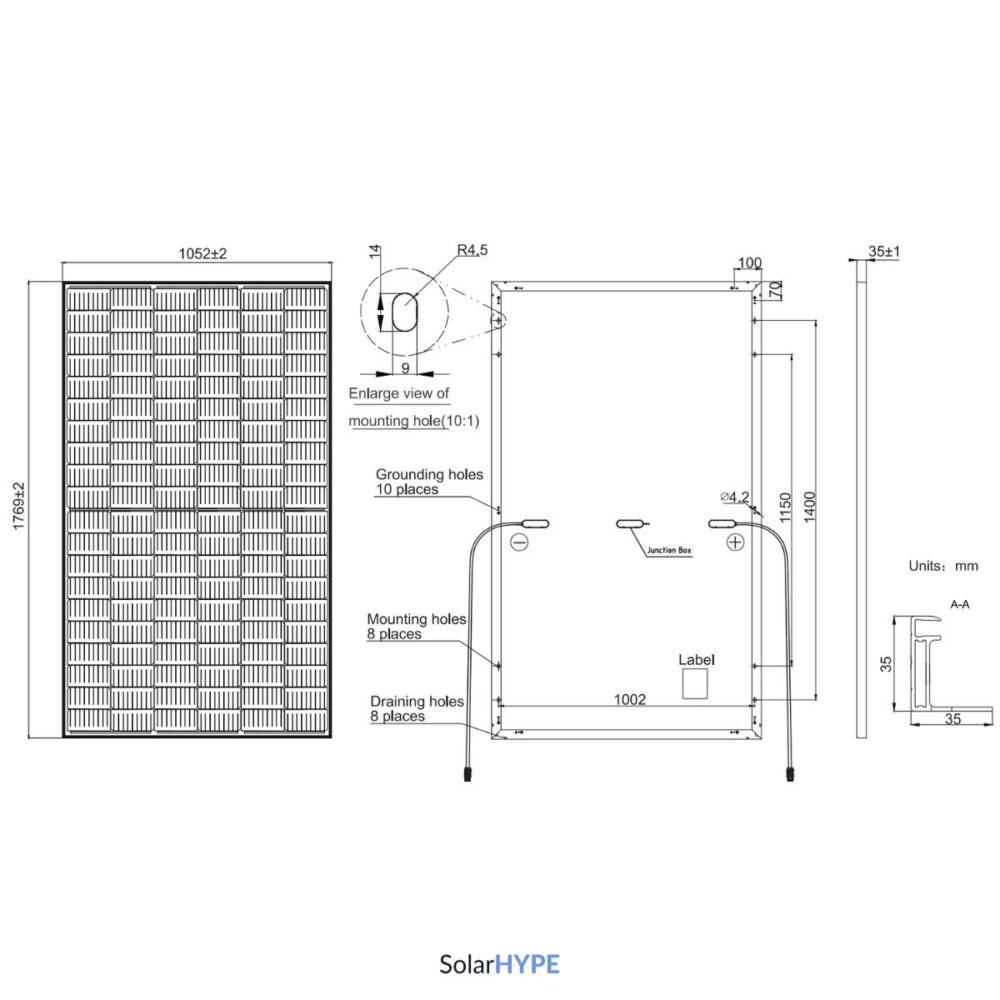 1052±2
1769±2
14
R4.5
9
Enlarge view of
mounting hole(10:1)
Grounding holes
10 places
Mounting holes
8 places
Draining holes
8 places
100
70
Ø4.2
1150
1400
−
+
Junction Box
Label
1002
35±1
Units: mm
A-A
35
35
SolarHYPE